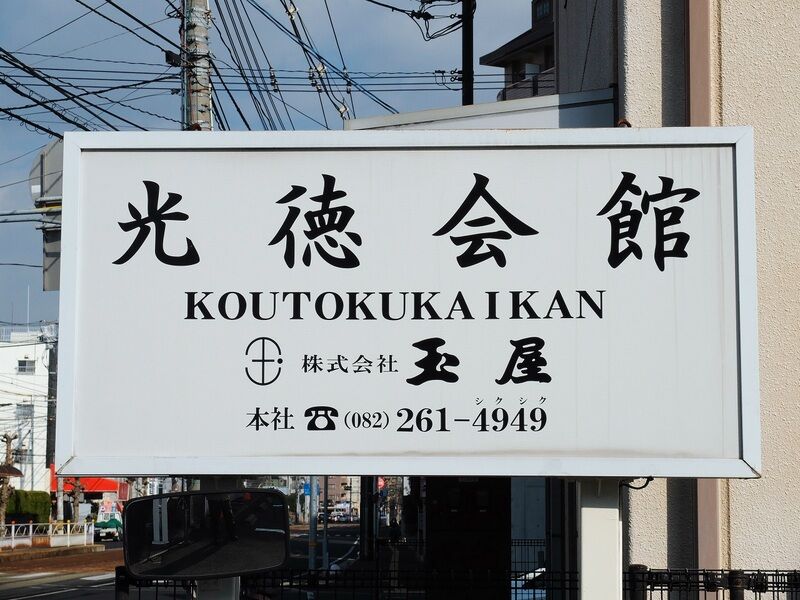 光徳会館
KOUTOKUKAIKAN
株式会社 玉屋
シクシク
本社 ☎ (082) 261-4949